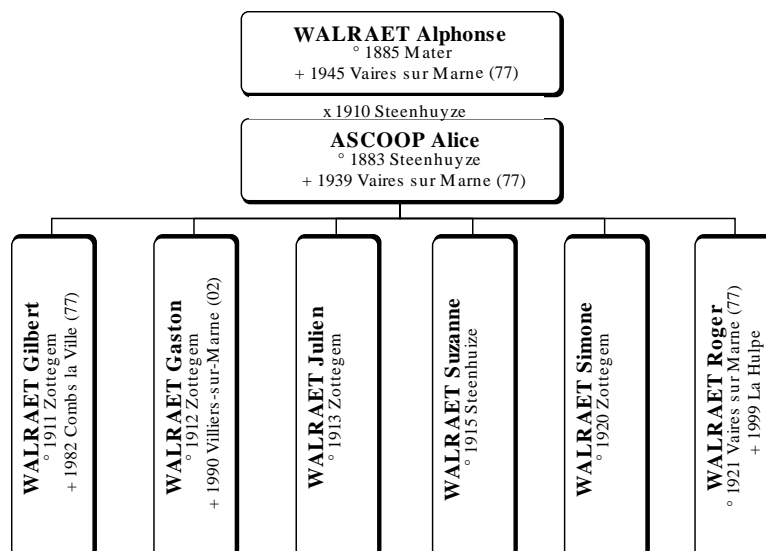 WALRAET Alphonse
° 1885 Mater
+ 1945 Vaires sur Marne (77)
x 1910 Steenhuyze
ASCOOP Alice
° 1883 Steenhuyze
+ 1939 Vaires sur Marne (77)
WALRAET Gilbert
° 1911 Zottegem
+ 1982 Combs la Ville (77)
WALRAET Gaston
° 1912 Zottegem
+ 1990 Villiers-sur-Marne (02)
WALRAET Julien
° 1913 Zottegem
WALRAET Suzanne
° 1915 Steenhuize
WALRAET Simone
° 1920 Zottegem
WALRAET Roger
° 1921 Vaires sur Marne (77)
+ 1999 La Hulpe